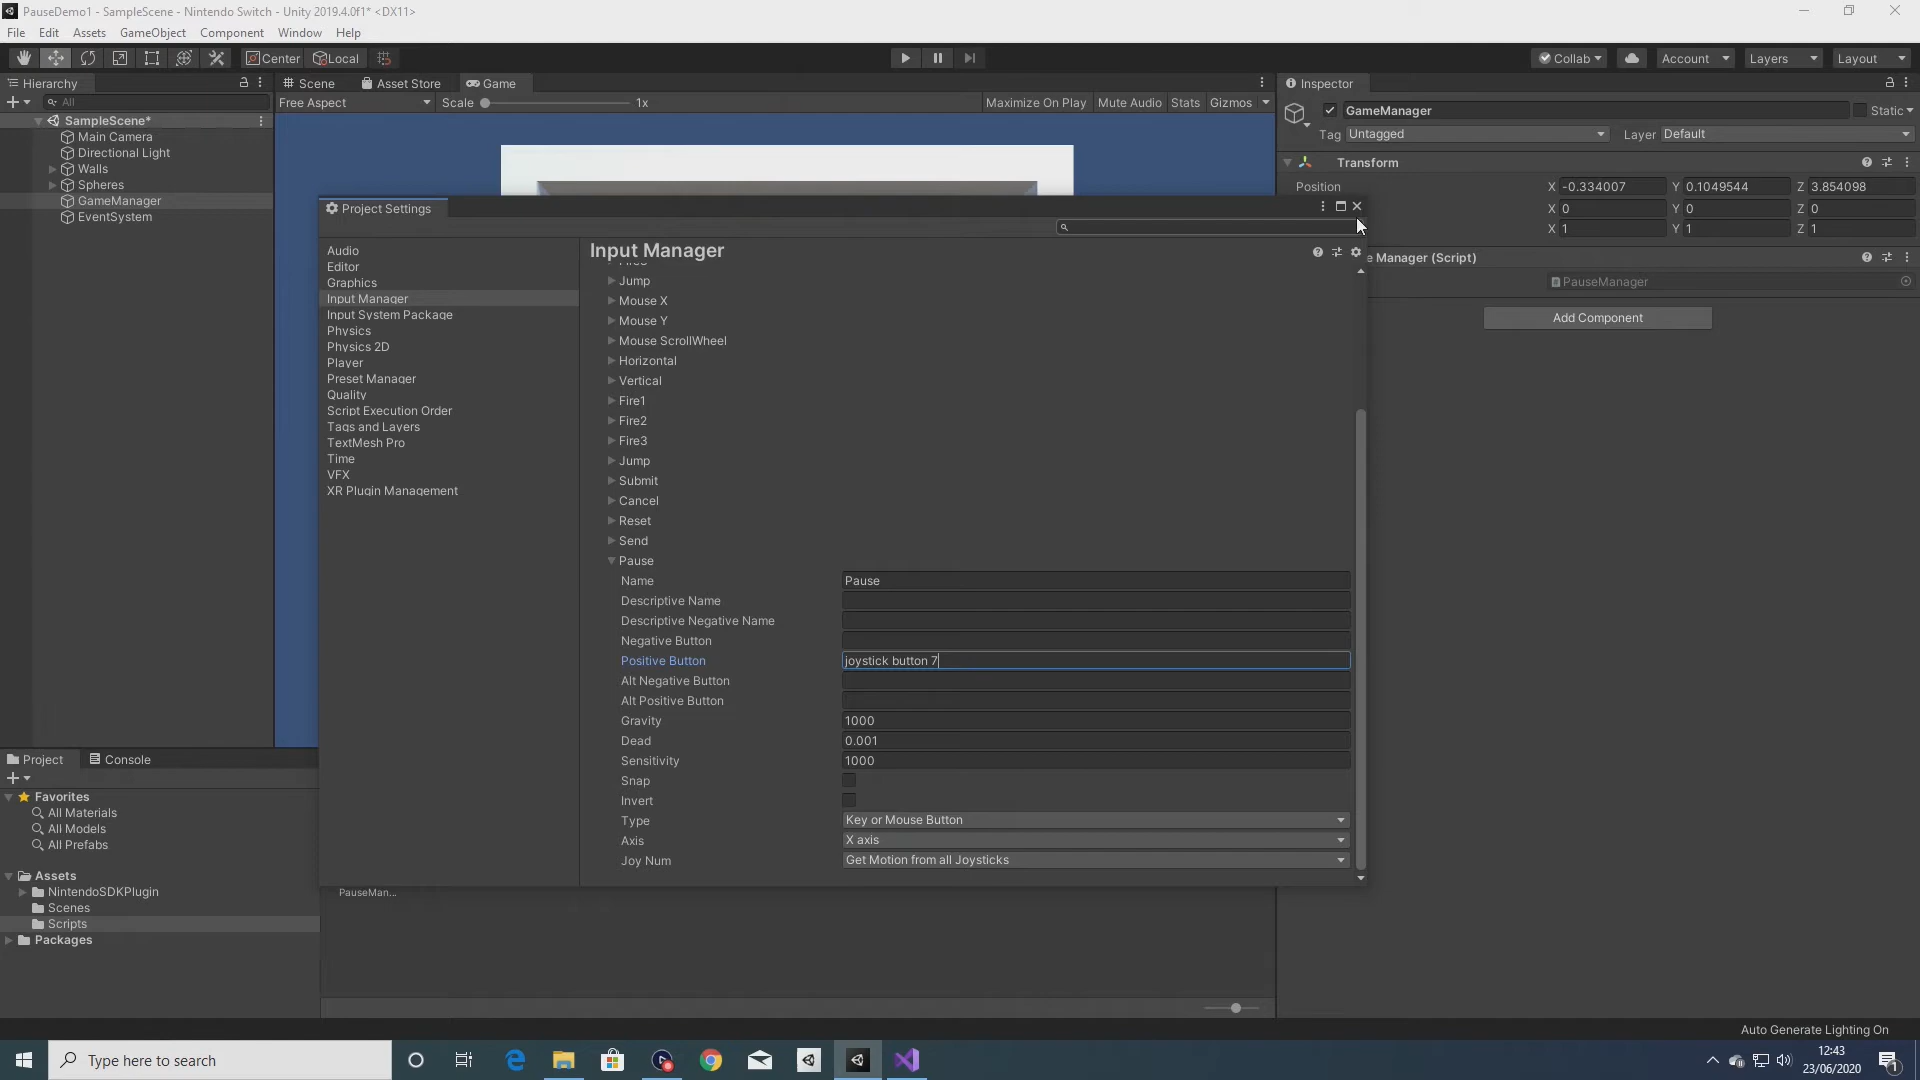 PauseDemo1 - SampleScene - Nintendo Switch - Unity 2019.4.0f1* <DX11>
File Edit Assets GameObject Component Window Help
Center Local Collab Account Layers Layout
Hierarchy
All
SampleScene*
Main Camera
Directional Light
Walls
Spheres
GameManager
EventSystem
Scene Asset Store Game
Free Aspect Scale 1x Maximize On Play Mute Audio Stats Gizmos
Project Settings
Audio
Editor
Graphics
Input Manager
Input System Package
Physics
Physics 2D
Player
Preset Manager
Quality
Script Execution Order
Tags and Layers
TextMesh Pro
Time
VFX
XR Plugin Management
Input Manager
Jump
Mouse X
Mouse Y
Mouse ScrollWheel
Horizontal
Vertical
Fire1
Fire2
Fire3
Jump
Submit
Cancel
Reset
Send
Pause
Name Pause
Descriptive Name
Descriptive Negative Name
Negative Button
Positive Button joystick button 7
Alt Negative Button
Alt Positive Button
Gravity 1000
Dead 0.001
Sensitivity 1000
Snap
Invert
Type Key or Mouse Button
Axis X axis
Joy Num Get Motion from all Joysticks
Inspector
GameManager Static
Tag Untagged Layer Default
Transform
Position X -0.334007 Y 0.1049544 Z 3.854098
X 0 Y 0 Z 0
X 1 Y 1 Z 1
e Manager (Script)
PauseManager
Add Component
Project Console
Favorites
All Materials
All Models
All Prefabs
Assets
NintendoSDKPlugin
Scenes
Scripts
Packages
PauseMan...
Auto Generate Lighting On
Type here to search
12:43
23/06/2020
1